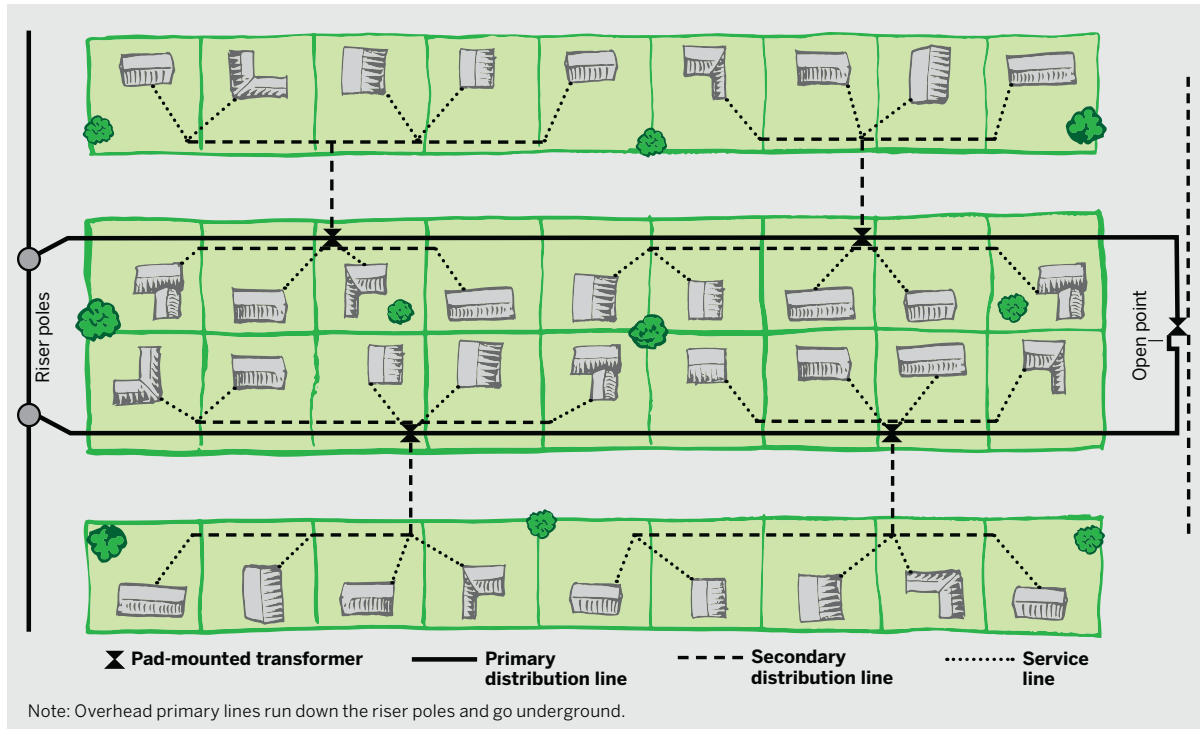 Riser poles
Open point
Pad-mounted transformer
Primary
distribution line
Secondary
distribution line
Service
line
Note: Overhead primary lines run down the riser poles and go underground.